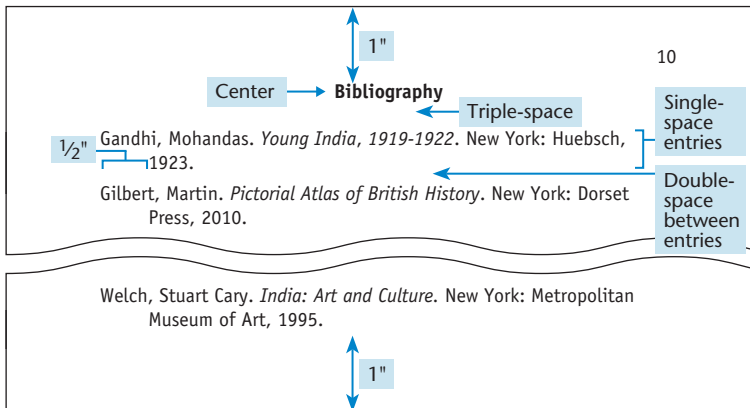 1"
10
Center
Bibliography
Triple-space
Single-
space
entries
Gandhi, Mohandas. Young India, 1919-1922. New York: Huebsch,
1923.
½"
Double-
space
between
entries
Gilbert, Martin. Pictorial Atlas of British History. New York: Dorset
Press, 2010.
Welch, Stuart Cary. India: Art and Culture. New York: Metropolitan
Museum of Art, 1995.
1"